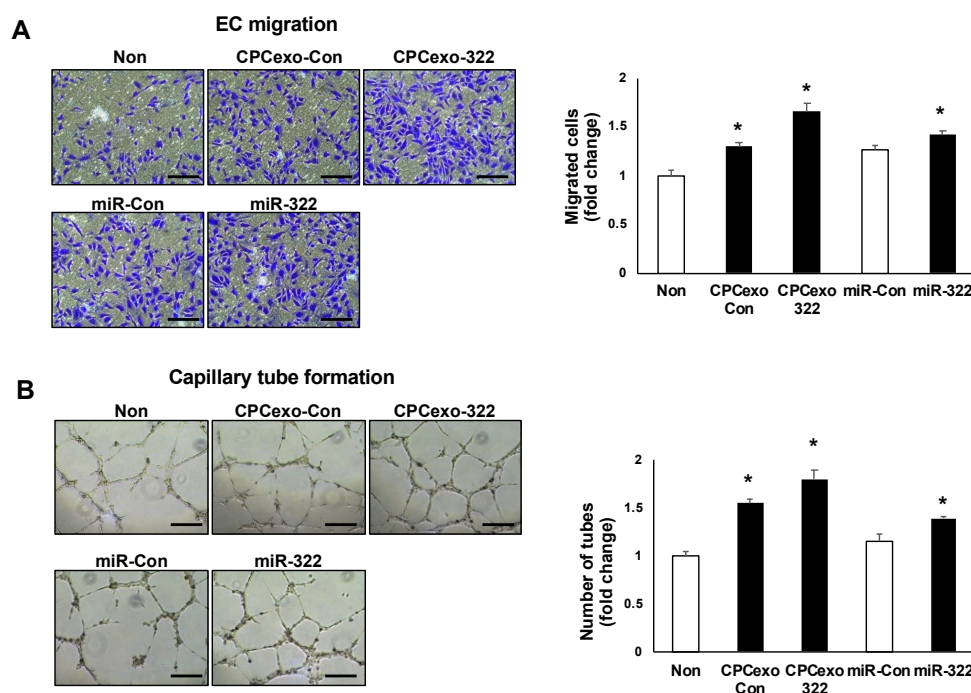 A
EC migration
Non
CPCexo-Con
CPCexo-322
miR-Con
miR-322
Migrated cells
(fold change)
2
1.5
1
0.5
0
*
*
*
Non
CPCexo
Con
CPCexo
322
miR-Con
miR-322
B
Capillary tube formation
Non
CPCexo-Con
CPCexo-322
miR-Con
miR-322
Number of tubes
(fold change)
2
1.5
1
0.5
0
*
*
*
Non
CPCexo
Con
CPCexo
322
miR-Con
miR-322